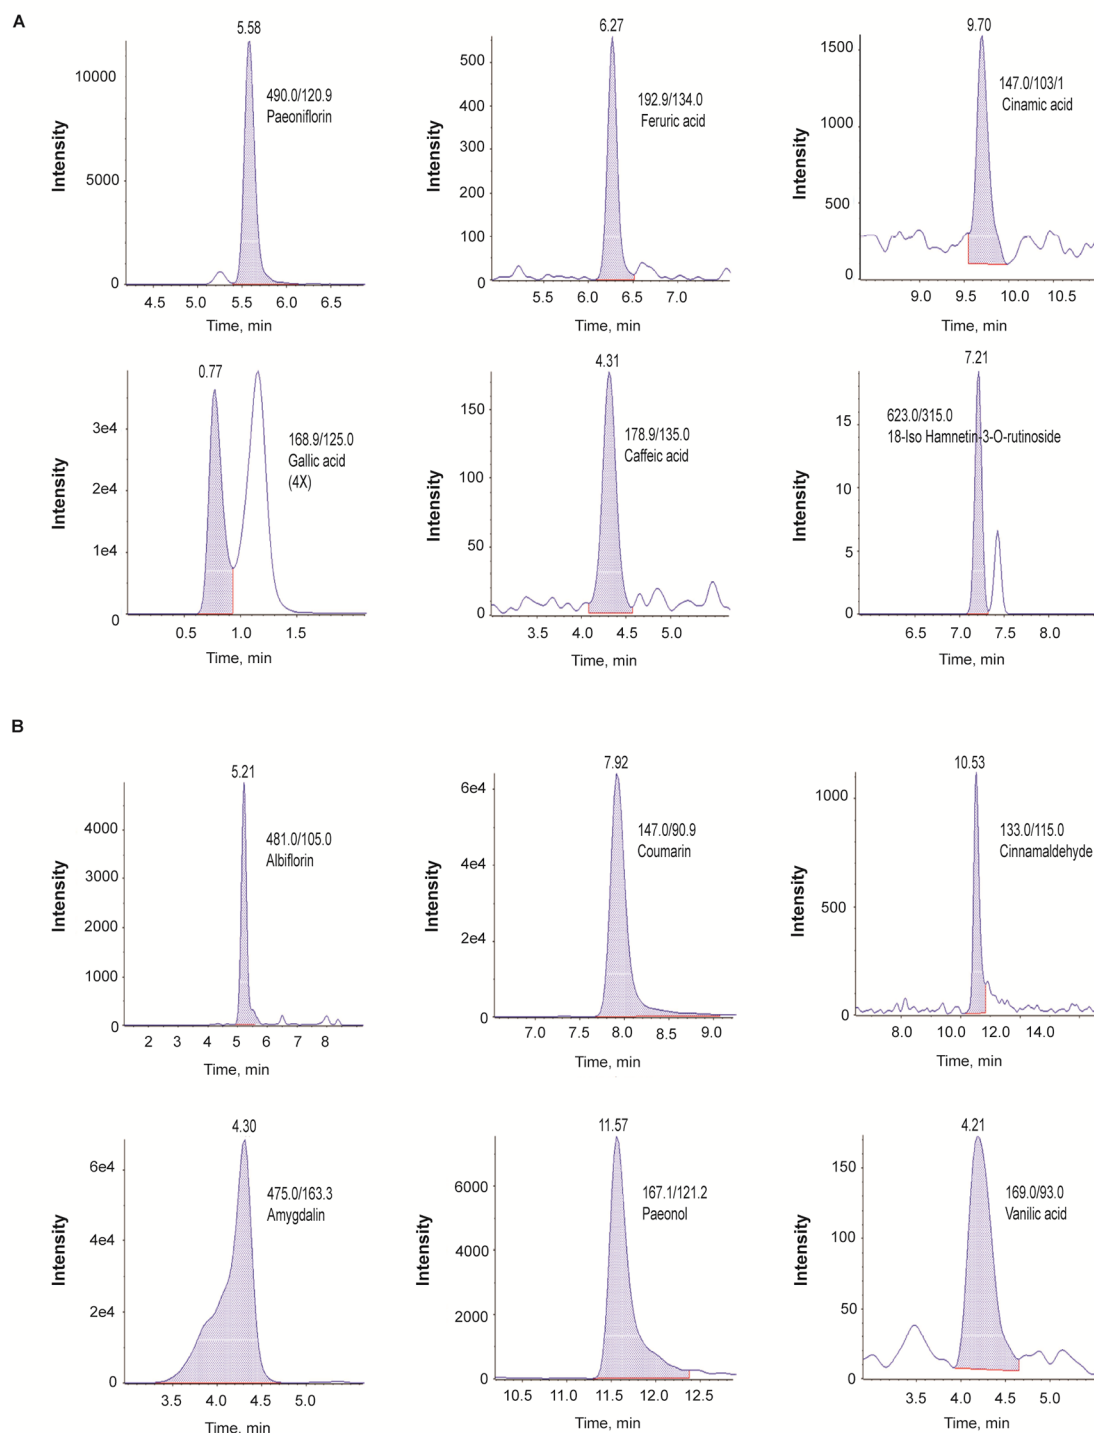 A
5.58
490.0/120.9
Paeoniflorin
Intensity
10000
5000
0
4.5 5.0 5.5 6.0 6.5
Time, min
6.27
192.9/134.0
Feruric acid
Intensity
500
400
300
200
100
0
5.5 6.0 6.5 7.0
Time, min
9.70
147.0/103/1
Cinamic acid
Intensity
1500
1000
500
0
9.0 9.5 10.0 10.5
Time, min
0.77
168.9/125.0
Gallic acid
(4X)
Intensity
3e4
2e4
1e4
0
0.5 1.0 1.5
Time, min
4.31
178.9/135.0
Caffeic acid
Intensity
150
100
50
0
3.5 4.0 4.5 5.0
Time, min
7.21
623.0/315.0
18-Iso Hamnetin-3-O-rutinoside
Intensity
15
10
5
0
6.5 7.0 7.5 8.0
Time, min
B
5.21
481.0/105.0
Albiflorin
Intensity
4000
3000
2000
1000
0
2 3 4 5 6 7 8
Time, min
7.92
147.0/90.9
Coumarin
Intensity
6e4
4e4
2e4
0
7.0 7.5 8.0 8.5 9.0
Time, min
10.53
133.0/115.0
Cinnamaldehyde
Intensity
1000
500
0
8.0 10.0 12.0 14.0
Time, min
4.30
475.0/163.3
Amygdalin
Intensity
6e4
4e4
2e4
0
3.5 4.0 4.5 5.0
Time, min
11.57
167.1/121.2
Paeonol
Intensity
6000
4000
2000
0
10.5 11.0 11.5 12.0 12.5
Time, min
4.21
169.0/93.0
Vanilic acid
Intensity
150
100
50
0
3.5 4.0 4.5 5.0
Time, min